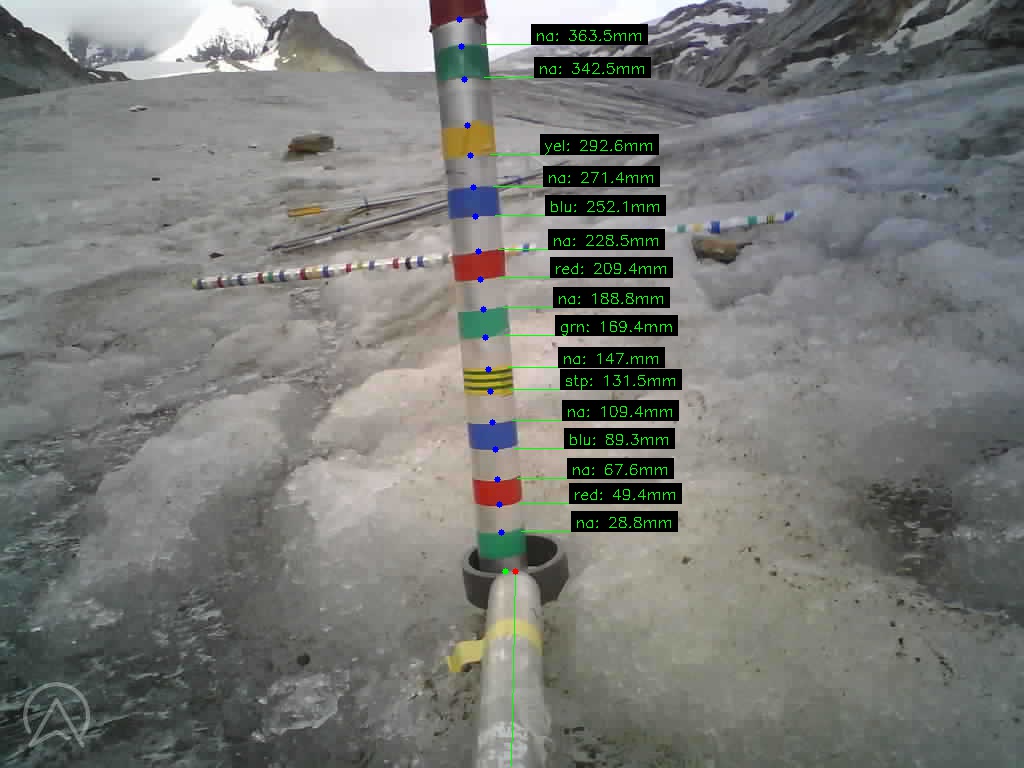 na: 363.5mm
na: 342.5mm
yel: 292.6mm
na: 271.4mm
blu: 252.1mm
na: 228.5mm
red: 209.4mm
na: 188.8mm
grn: 169.4mm
na: 147.mm
stp: 131.5mm
na: 109.4mm
blu: 89.3mm
na: 67.6mm
red: 49.4mm
na: 28.8mm